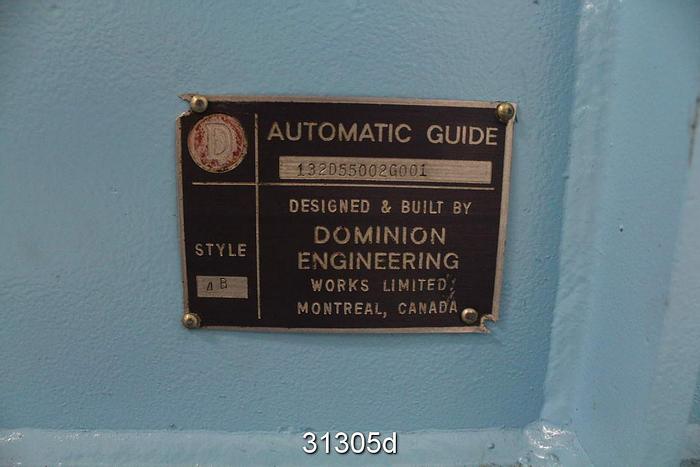 D
AUTOMATIC GUIDE
132D55002G001
DESIGNED & BUILT BY
DOMINION
ENGINEERING
WORKS LIMITED
MONTREAL, CANADA
STYLE
4B
31305d